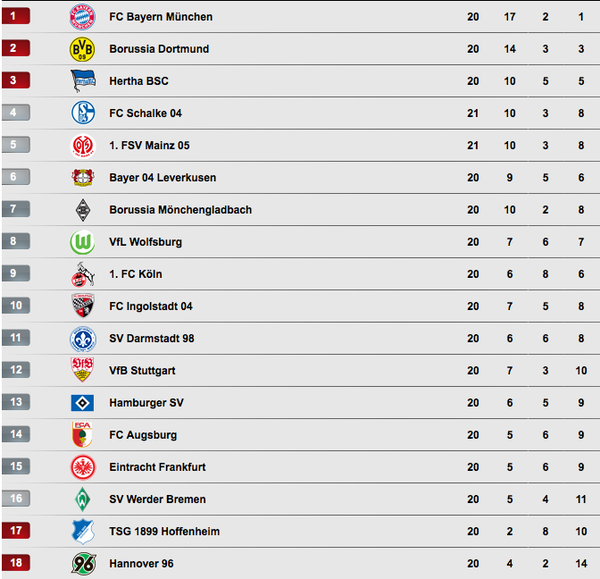 1 FC Bayern München 20 17 2 1
2 BVB 09 Borussia Dortmund 20 14 3 3
3 Hertha BSC 20 10 5 5
4 FC Schalke 04 21 10 3 8
5 1. FSV Mainz 05 21 10 3 8
6 Bayer 04 Leverkusen 20 9 5 6
7 Borussia Mönchengladbach 20 10 2 8
8 VfL Wolfsburg 20 7 6 7
9 1. FC Köln 20 6 8 6
10 FC Ingolstadt 04 20 7 5 8
11 SV Darmstadt 98 20 6 6 8
12 VfB VfB Stuttgart 20 7 3 10
13 Hamburger SV 20 6 5 9
14 FCA FC Augsburg 20 5 6 9
15 Eintracht Frankfurt 20 5 6 9
16 W SV Werder Bremen 20 5 4 11
17 TSG 1899 Hoffenheim 20 2 8 10
18 96 Hannover 96 20 4 2 14